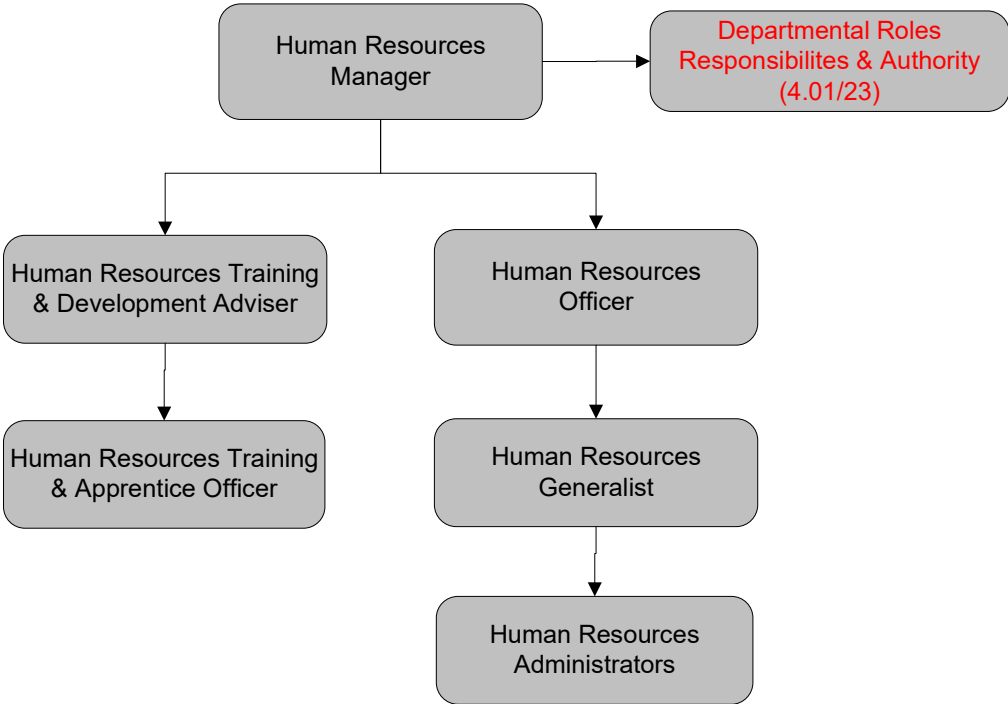 Human Resources
Manager
Departmental Roles
Responsibilites & Authority
(4.01/23)
Human Resources Training
& Development Adviser
Human Resources
Officer
Human Resources Training
& Apprentice Officer
Human Resources
Generalist
Human Resources
Administrators